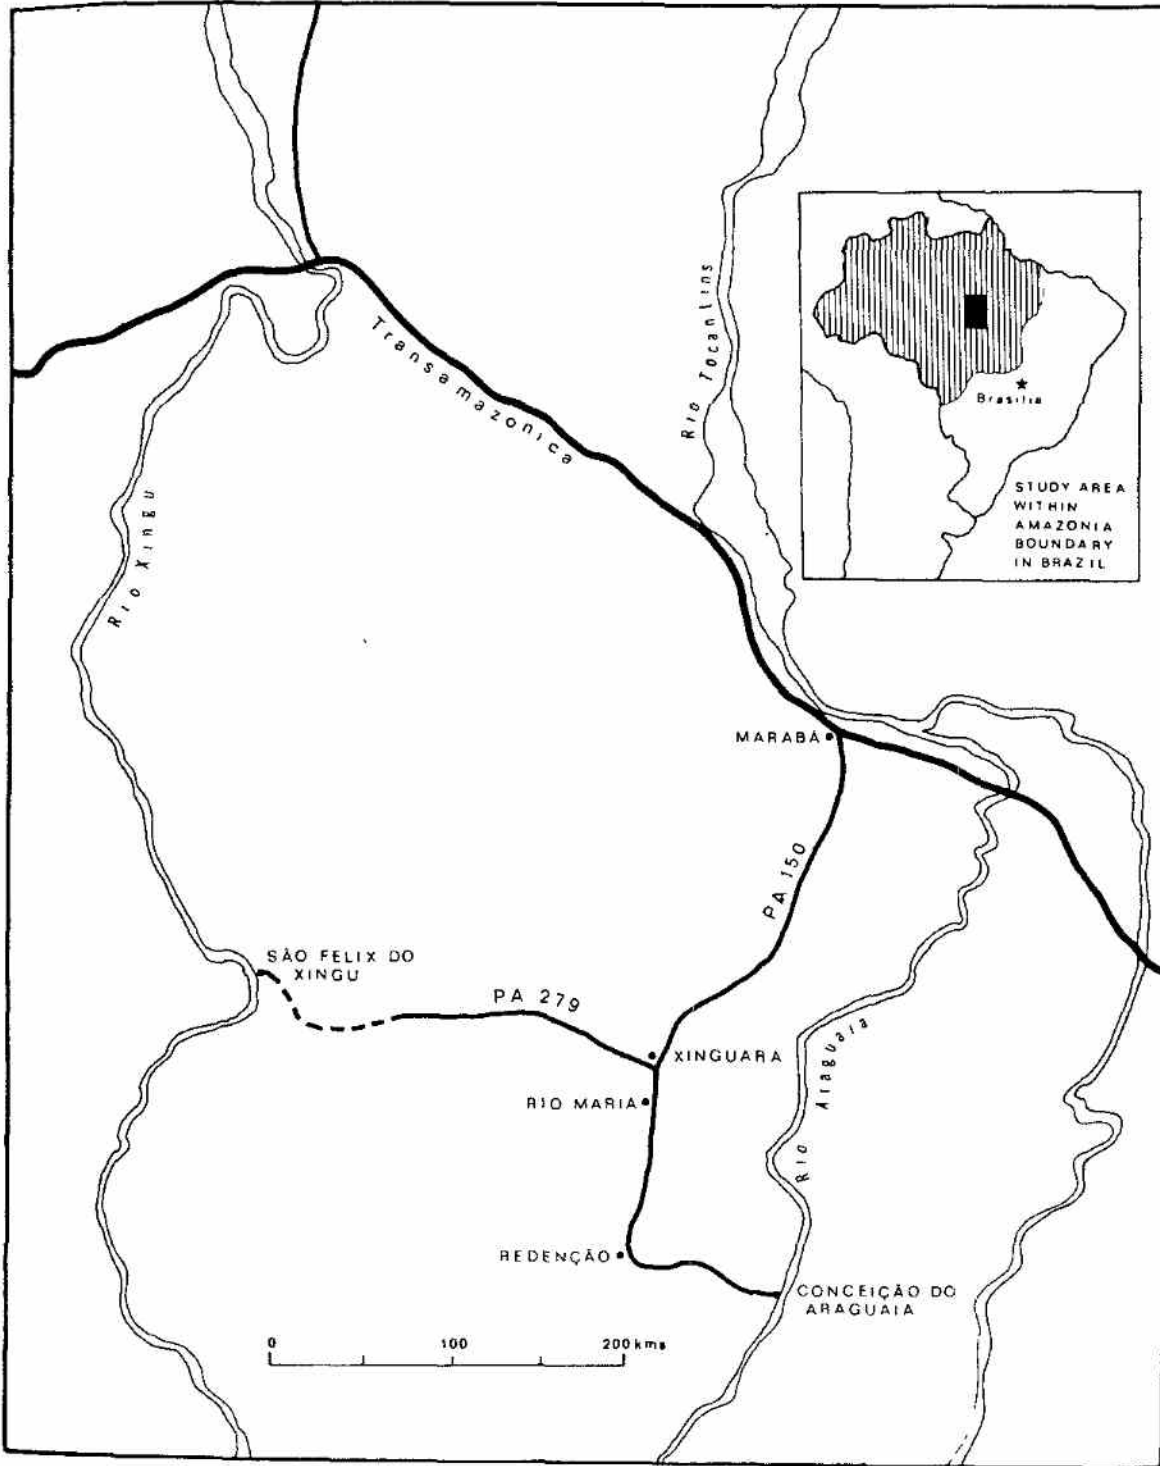 Rio Tocantins
Transamazonica
Brasília
STUDY AREA
WITHIN
AMAZONIA
BOUNDARY
IN BRAZIL
Rio Xingu
MARABÁ
PA 150
SÃO FELIX DO
XINGU
PA 279
XINGUARA
RIO MARIA
Rio Araguaia
REDENÇÃO
CONCEIÇÃO DO
ARAGUAIA
0 100 200 kms